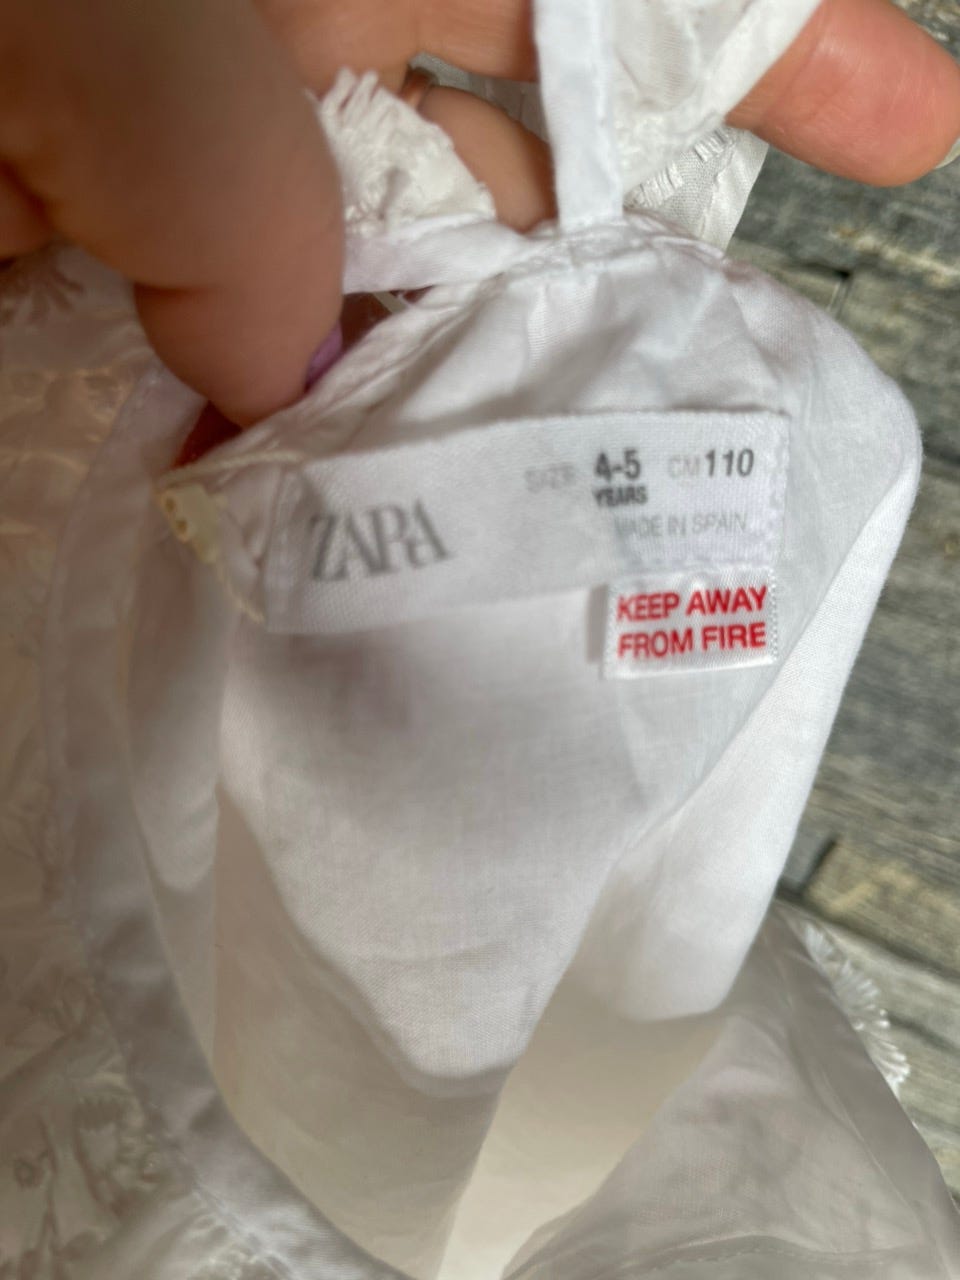 ZARA
SIZE 4-5 CM 110
YEARS
MADE IN SPAIN
KEEP AWAY
FROM FIRE